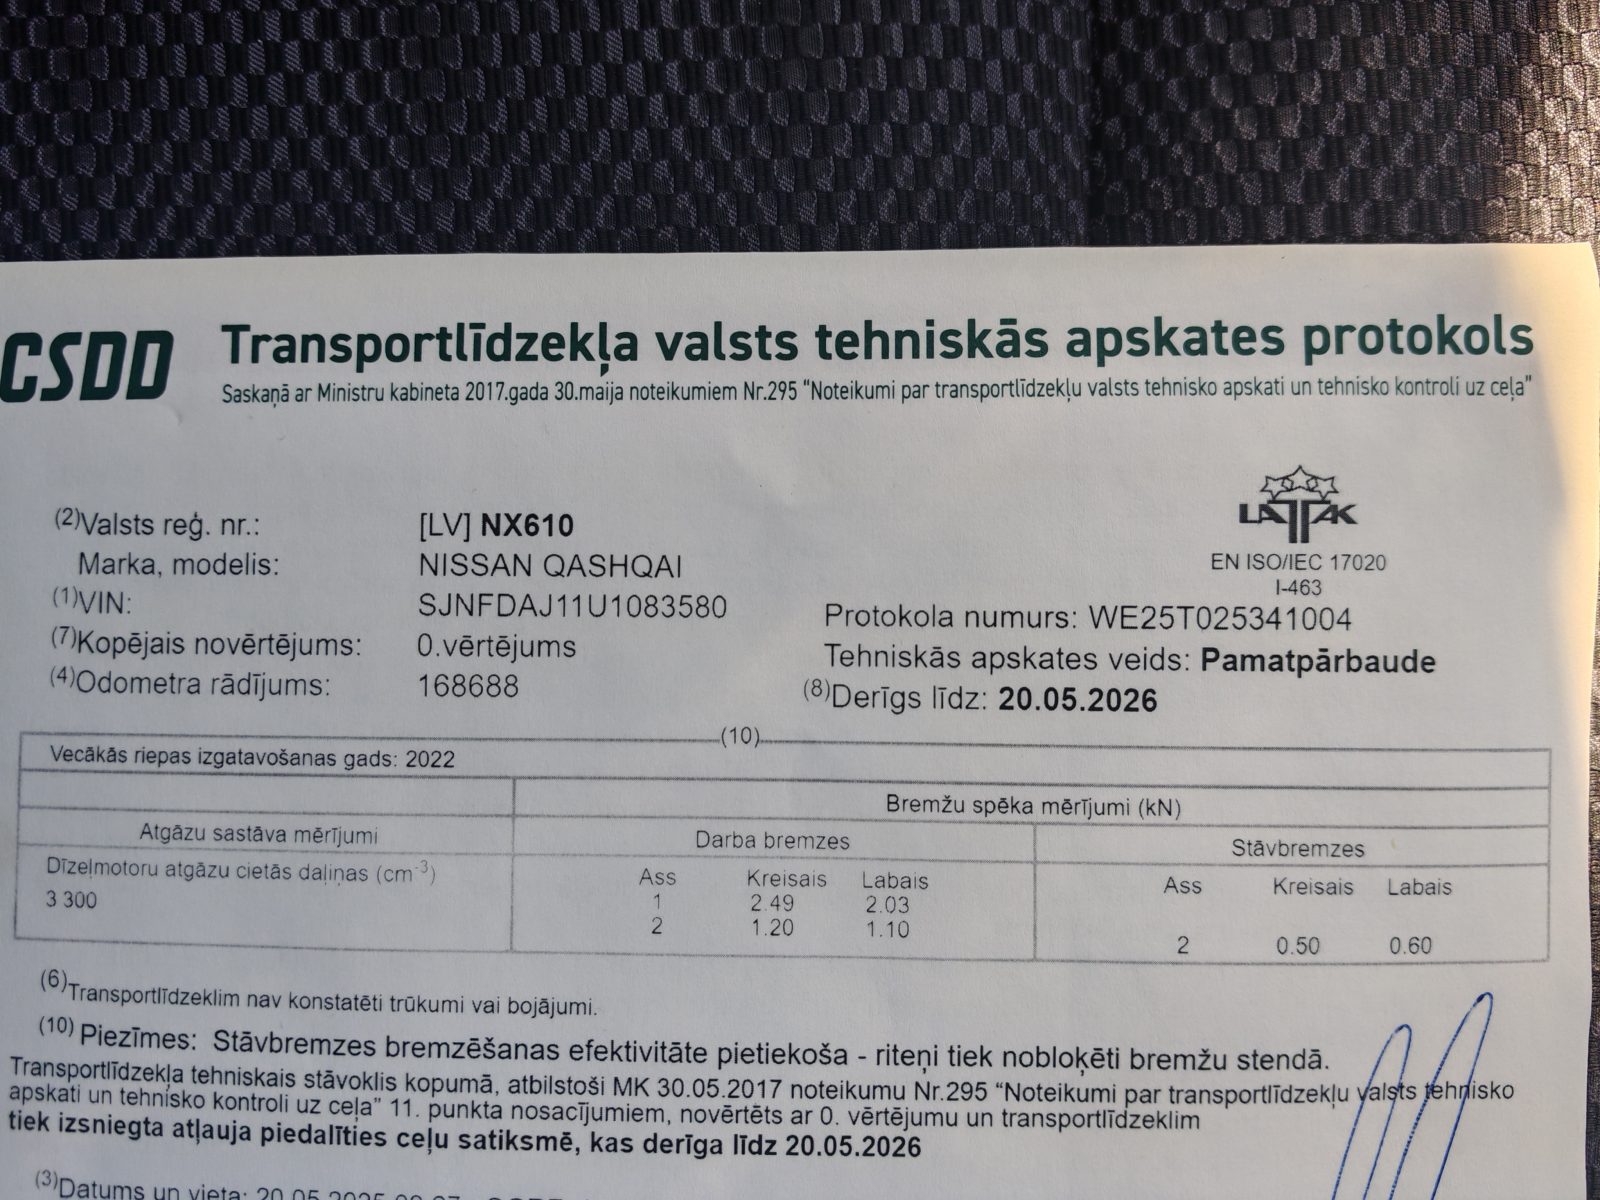 CSDD Transportlīdzekļa valsts tehniskās apskates protokols
Saskaņā ar Ministru kabineta 2017.gada 30.maija noteikumiem Nr.295 “Noteikumi par transportlīdzekļu valsts tehnisko apskati un tehnisko kontroli uz ceļa”
LATAK
EN ISO/IEC 17020
I-463
(2)Valsts reģ. nr.: [LV] NX610
Marka, modelis: NISSAN QASHQAI
(1)VIN: SJNFDAJ11U1083580
Protokola numurs: WE25T025341004
(7)Kopējais novērtējums: 0.vērtējums
Tehniskās apskates veids: Pamatpārbaude
(4)Odometra rādījums: 168688
(8)Derīgs līdz: 20.05.2026
(10)
Vecākās riepas izgatavošanas gads: 2022
Bremžu spēka mērījumi (kN)
Atgāzu sastāva mērījumi Darba bremzes Stāvbremzes
Dīzeļmotoru atgāzu cietās daļiņas (cm-3) Ass Kreisais Labais Ass Kreisais Labais
3 300 1 2.49 2.03
2 1.20 1.10 2 0.50 0.60
(6)Transportlīdzeklim nav konstatēti trūkumi vai bojājumi.
(10) Piezīmes: Stāvbremzes bremzēšanas efektivitāte pietiekoša - riteņi tiek nobloķēti bremžu stendā.
Transportlīdzekļa tehniskais stāvoklis kopumā, atbilstoši MK 30.05.2017 noteikumu Nr.295 “Noteikumi par transportlīdzekļu valsts tehnisko
apskati un tehnisko kontroli uz ceļa” 11. punkta nosacījumiem, novērtēts ar 0. vērtējumu un transportlīdzeklim
tiek izsniegta atļauja piedalīties ceļu satiksmē, kas derīga līdz 20.05.2026
(3)Datums un vieta: 20.05.2025